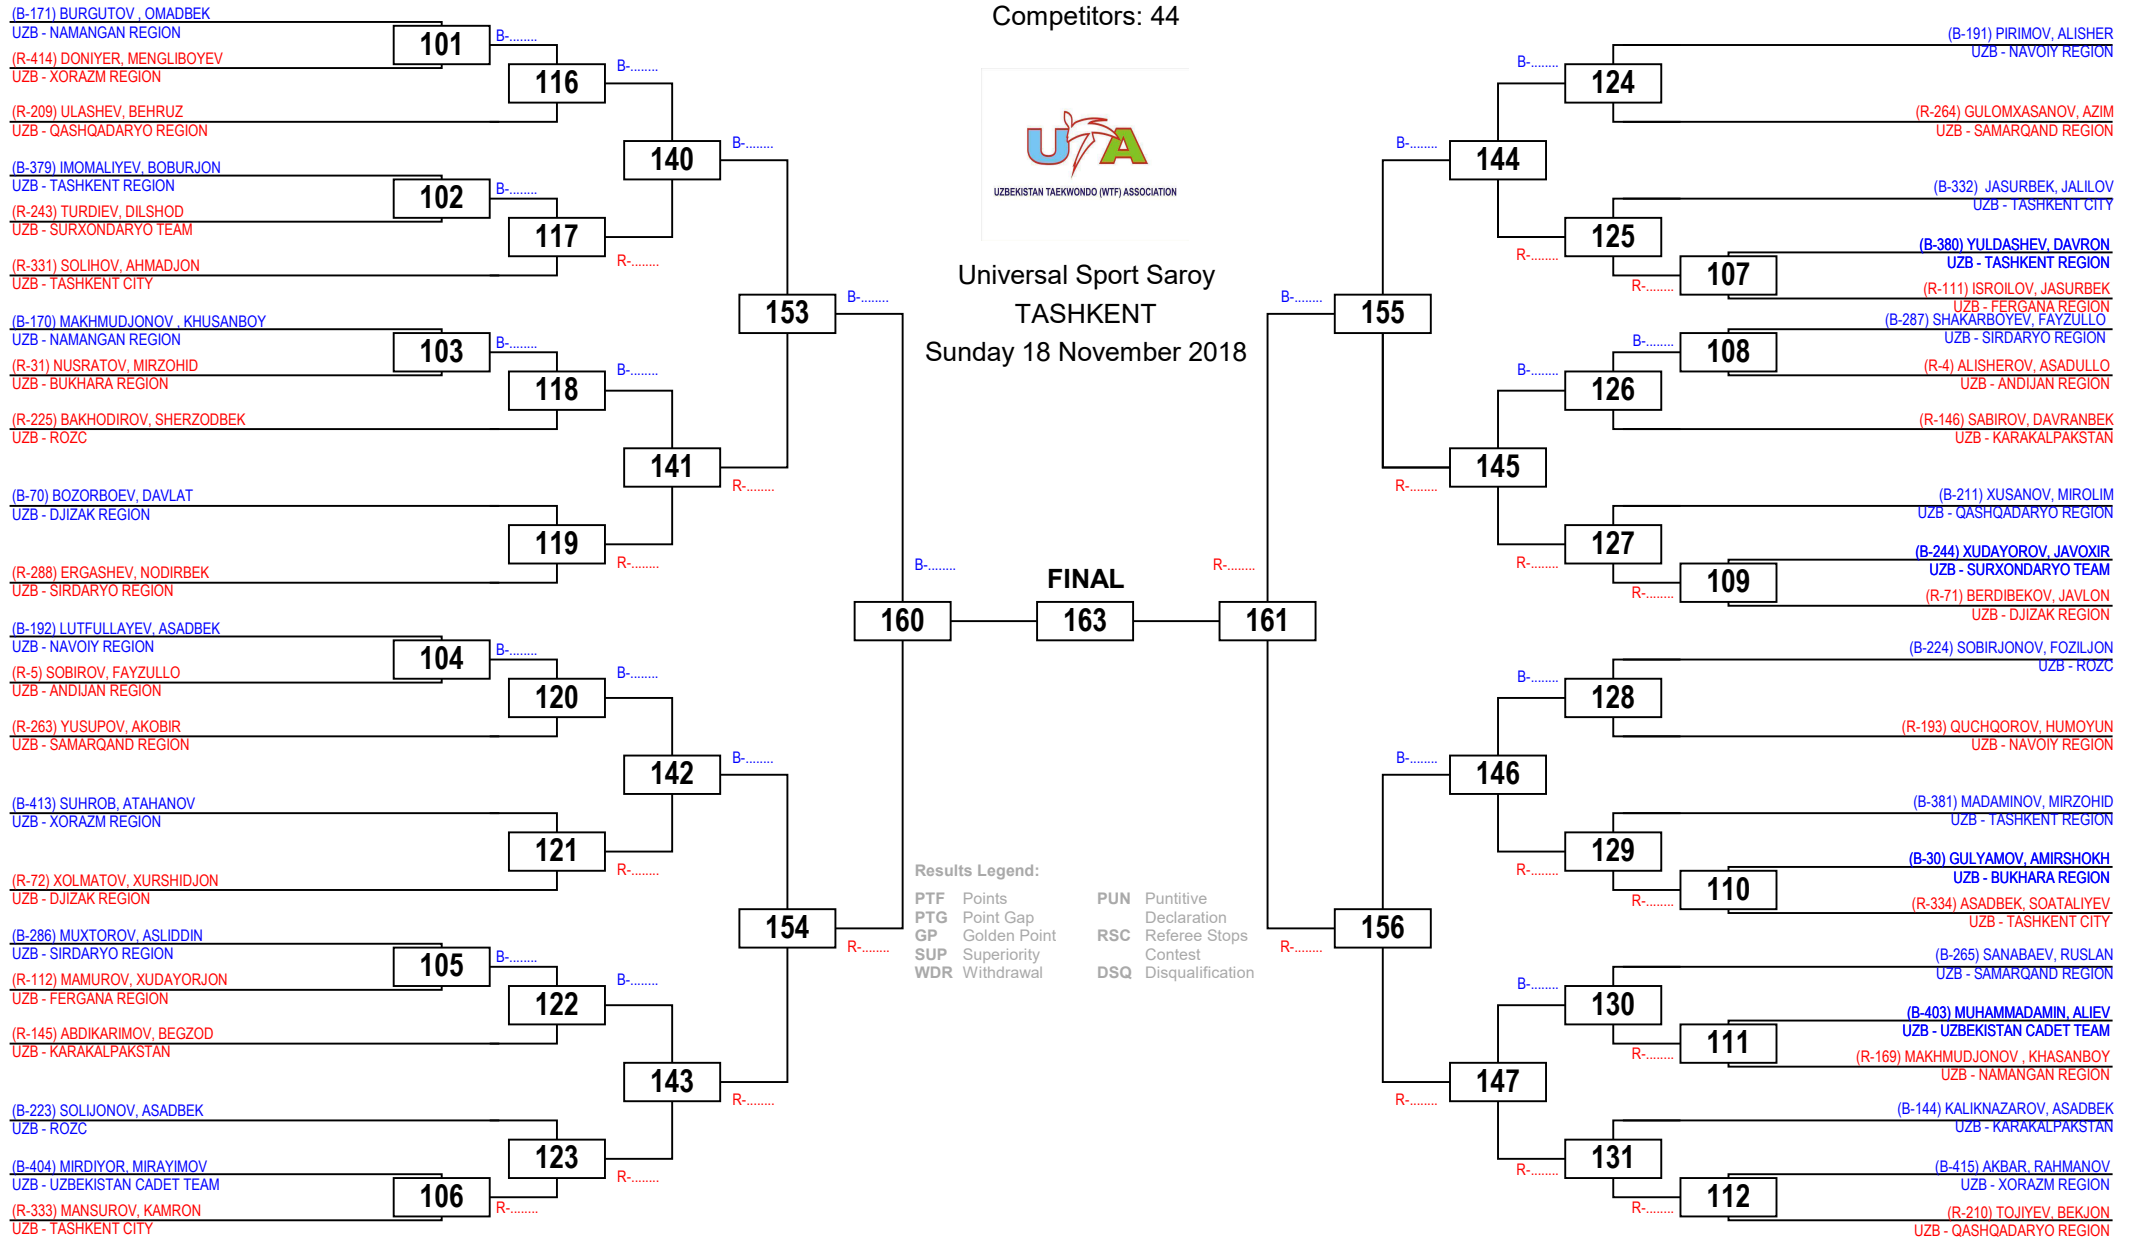 Competitors: 44
UTA
UZBEKISTAN TAEKWONDO (WTF) ASSOCIATION
Universal Sport Saroy
TASHKENT
Sunday 18 November 2018
(B-171) BURGUTOV , OMADBEK
UZB - NAMANGAN REGION
101
B-........
(R-414) DONIYER, MENGLIBOYEV
UZB - XORAZM REGION
116
B-........
(R-209) ULASHEV, BEHRUZ
UZB - QASHQADARYO REGION
140
B-........
(B-379) IMOMALIYEV, BOBURJON
UZB - TASHKENT REGION
102
B-........
(R-243) TURDIEV, DILSHOD
UZB - SURXONDARYO TEAM
117
R-........
(R-331) SOLIHOV, AHMADJON
UZB - TASHKENT CITY
153
B-........
(B-170) MAKHMUDJONOV , KHUSANBOY
UZB - NAMANGAN REGION
103
B-........
(R-31) NUSRATOV, MIRZOHID
UZB - BUKHARA REGION
118
B-........
(R-225) BAKHODIROV, SHERZODBEK
UZB - ROZC
141
R-........
(B-70) BOZORBOEV, DAVLAT
UZB - DJIZAK REGION
119
R-........
(R-288) ERGASHEV, NODIRBEK
UZB - SIRDARYO REGION
B-........
160
(B-192) LUTFULLAYEV, ASADBEK
UZB - NAVOIY REGION
104
B-........
(R-5) SOBIROV, FAYZULLO
UZB - ANDIJAN REGION
120
B-........
(R-263) YUSUPOV, AKOBIR
UZB - SAMARQAND REGION
142
B-........
(B-413) SUHROB, ATAHANOV
UZB - XORAZM REGION
121
R-........
(R-72) XOLMATOV, XURSHIDJON
UZB - DJIZAK REGION
154
R-........
(B-286) MUXTOROV, ASLIDDIN
UZB - SIRDARYO REGION
105
B-........
(R-112) MAMUROV, XUDAYORJON
UZB - FERGANA REGION
122
B-........
(R-145) ABDIKARIMOV, BEGZOD
UZB - KARAKALPAKSTAN
143
R-........
(B-223) SOLIJONOV, ASADBEK
UZB - ROZC
123
R-........
(B-404) MIRDIYOR, MIRAYIMOV
UZB - UZBEKISTAN CADET TEAM
106
R-........
(R-333) MANSUROV, KAMRON
UZB - TASHKENT CITY
FINAL
163
Results Legend:
PTF Points
PTG Point Gap
GP Golden Point
SUP Superiority
WDR Withdrawal
PUN Puntitive
Declaration
RSC Referee Stops
Contest
DSQ Disqualification
(B-191) PIRIMOV, ALISHER
UZB - NAVOIY REGION
B-........
124
(R-264) GULOMXASANOV, AZIM
UZB - SAMARQAND REGION
B-........
144
(B-332) JASURBEK, JALILOV
UZB - TASHKENT CITY
R-........
125
(B-380) YULDASHEV, DAVRON
UZB - TASHKENT REGION
R-........
107
(R-111) ISROILOV, JASURBEK
UZB - FERGANA REGION
B-........
155
(B-287) SHAKARBOYEV, FAYZULLO
UZB - SIRDARYO REGION
B-........
108
(R-4) ALISHEROV, ASADULLO
UZB - ANDIJAN REGION
B-........
126
(R-146) SABIROV, DAVRANBEK
UZB - KARAKALPAKSTAN
R-........
145
(B-211) XUSANOV, MIROLIM
UZB - QASHQADARYO REGION
R-........
127
(B-244) XUDAYOROV, JAVOXIR
UZB - SURXONDARYO TEAM
R-........
109
(R-71) BERDIBEKOV, JAVLON
UZB - DJIZAK REGION
R-........
161
(B-224) SOBIRJONOV, FOZILJON
UZB - ROZC
B-........
128
(R-193) QUCHQOROV, HUMOYUN
UZB - NAVOIY REGION
B-........
146
(B-381) MADAMINOV, MIRZOHID
UZB - TASHKENT REGION
R-........
129
(B-30) GULYAMOV, AMIRSHOKH
UZB - BUKHARA REGION
R-........
110
(R-334) ASADBEK, SOATALIYEV
UZB - TASHKENT CITY
R-........
156
(B-265) SANABAEV, RUSLAN
UZB - SAMARQAND REGION
B-........
130
(B-403) MUHAMMADAMIN, ALIEV
UZB - UZBEKISTAN CADET TEAM
R-........
111
(R-169) MAKHMUDJONOV , KHASANBOY
UZB - NAMANGAN REGION
R-........
147
(B-144) KALIKNAZAROV, ASADBEK
UZB - KARAKALPAKSTAN
R-........
131
(B-415) AKBAR, RAHMANOV
UZB - XORAZM REGION
R-........
112
(R-210) TOJIYEV, BEKJON
UZB - QASHQADARYO REGION